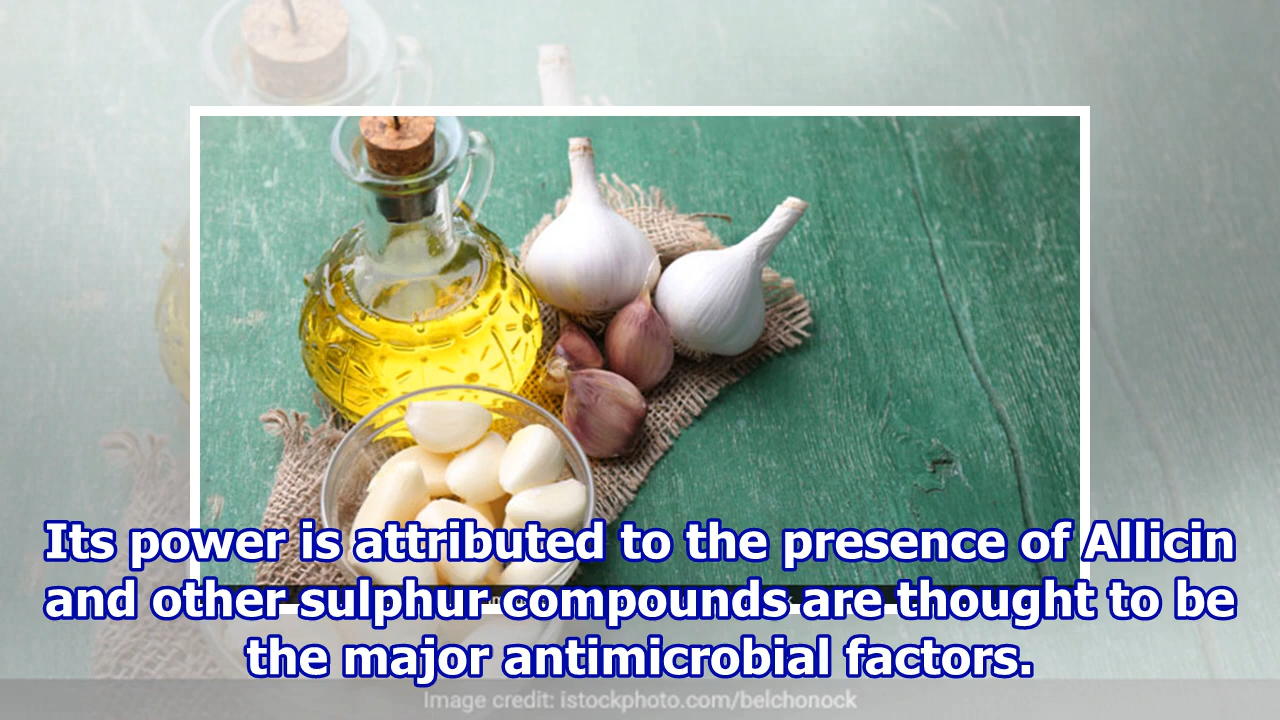 Its power is attributed to the presence of Allicin
and other sulphur compounds are thought to be
the major antimicrobial factors.
Image credit: istockphoto.com/belchonock